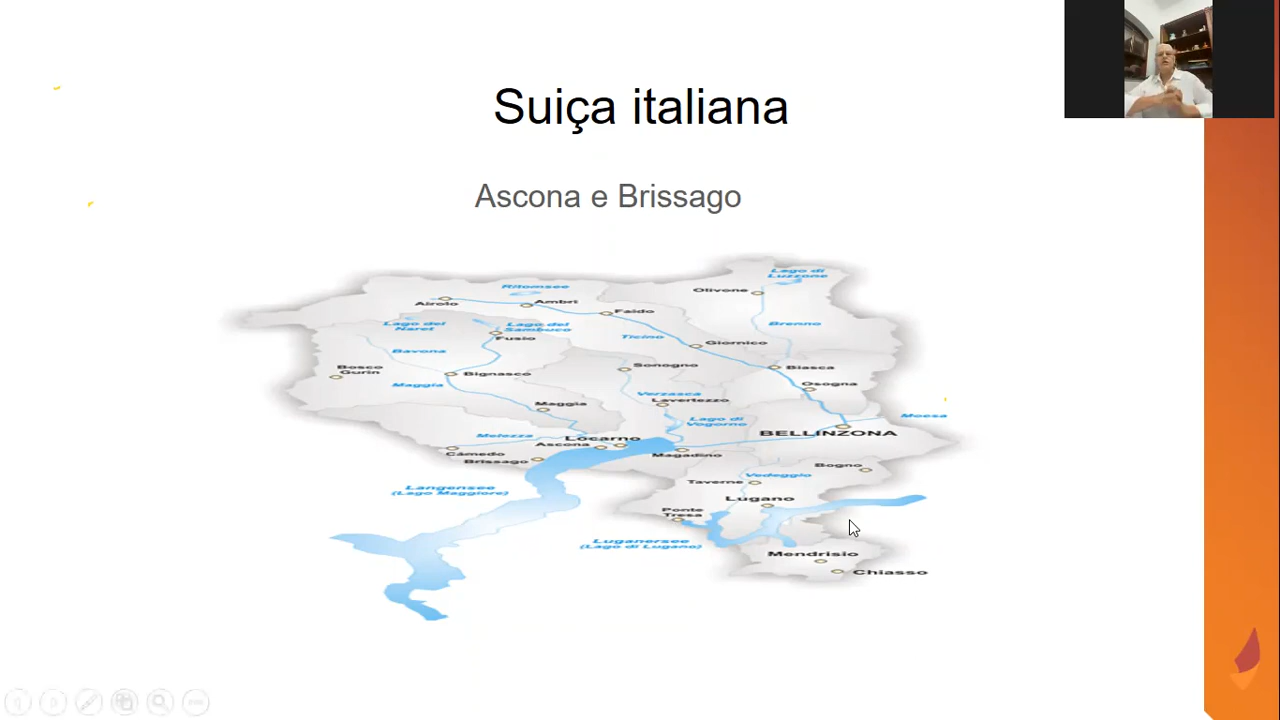 Suiça italiana
Ascona e Brissago
Lago di
Luzzone
Olivone
Ritomsee
Airolo
Ambri
Faido
Lago del
Naret
Lago del
Sambuco
Fusio
Ticino
Brenno
Giornico
Bavona
Bosco
Gurin
Bignasco
Sonogno
Biasca
Maggia
Osogna
Verzasca
Lavertezzo
Maggia
Lago di
Vogorno
Moesa
BELLINZONA
Melezza
Locarno
Ascona
Camedo
Brissago
Magadino
Bogno
Vedeggio
Taverne
Langensee
(Lago Maggiore)
Lugano
Ponte
Tresa
Luganersee
(Lago di Lugano)
Mendrisio
Chiasso